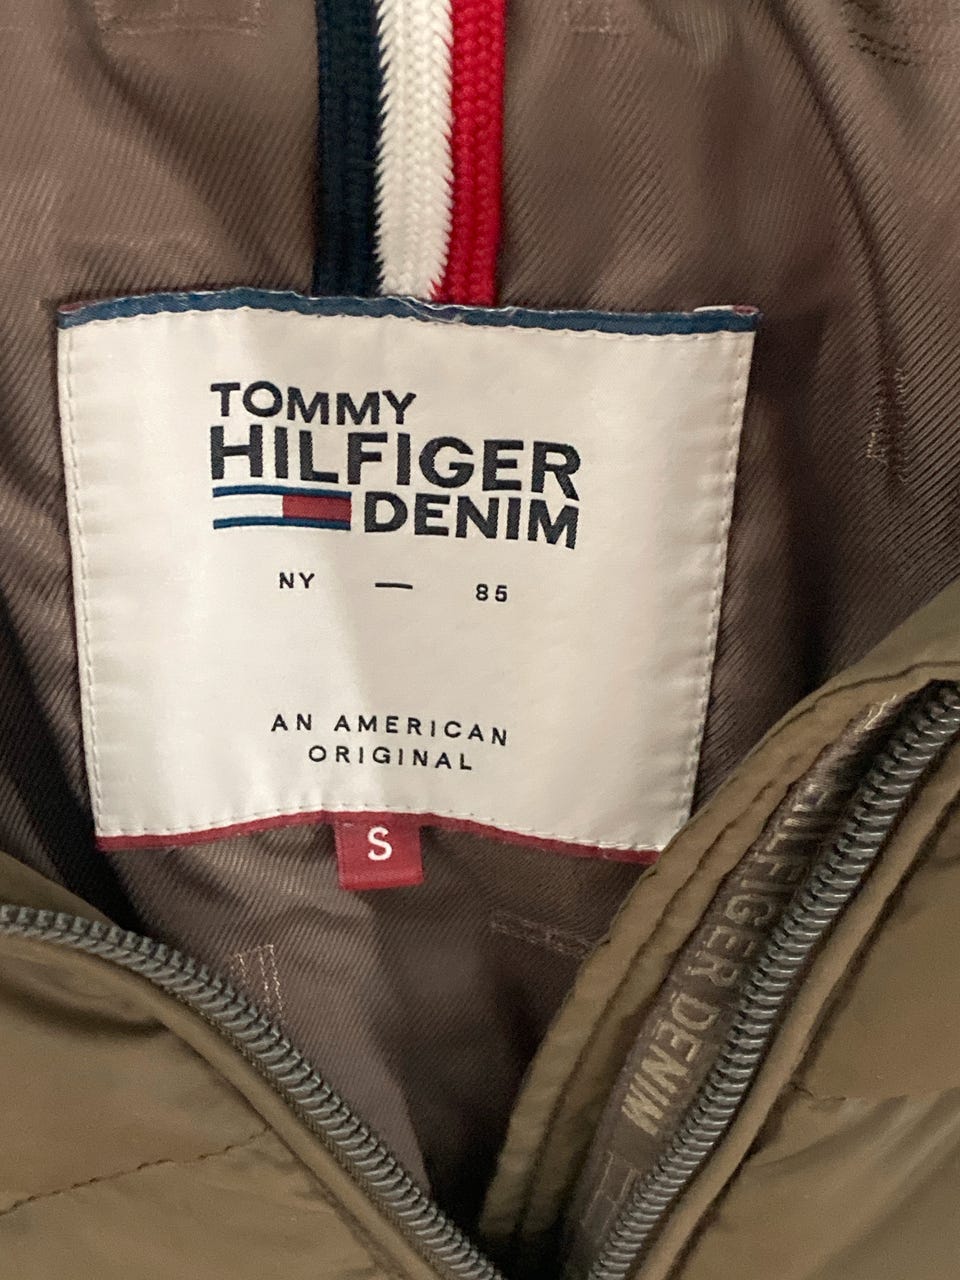 TOMMY
HILFIGER
DENIM
NY — 85
AN AMERICAN
ORIGINAL
S
HILFIGER DENIM